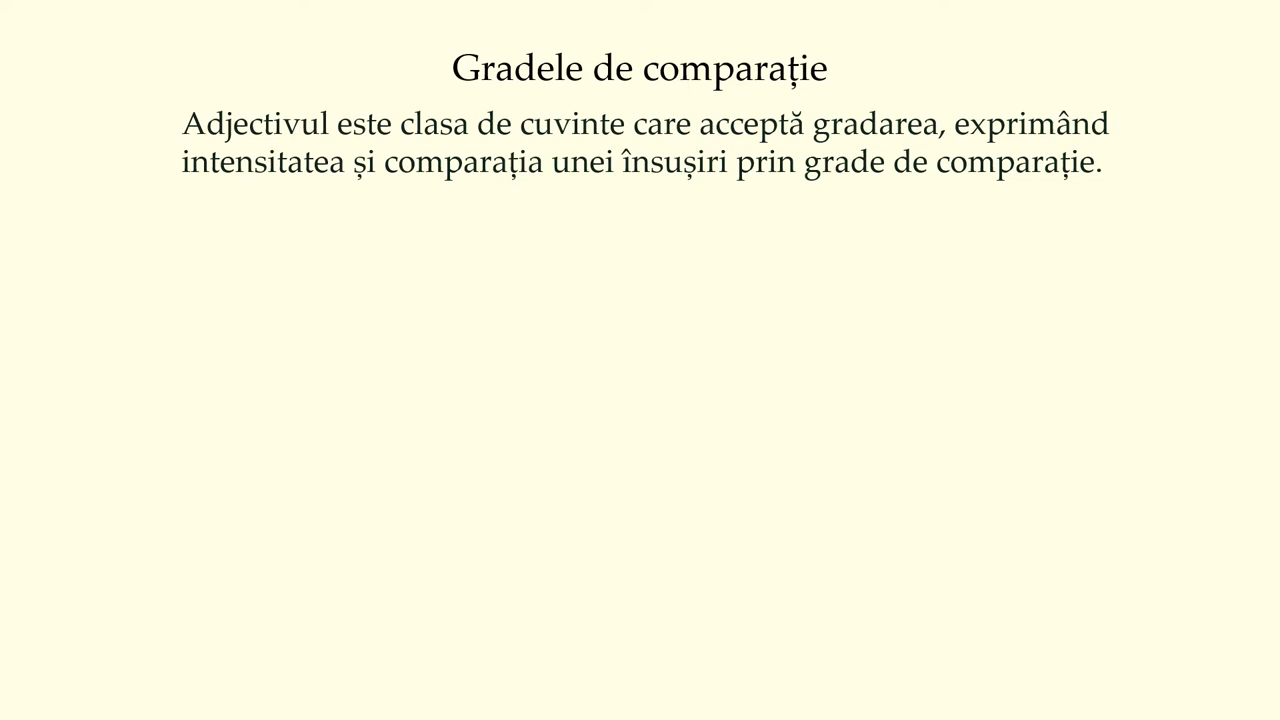 Gradele de comparație
Adjectivul este clasa de cuvinte care acceptă gradarea, exprimând
intensitatea și comparația unei însușiri prin grade de comparație.